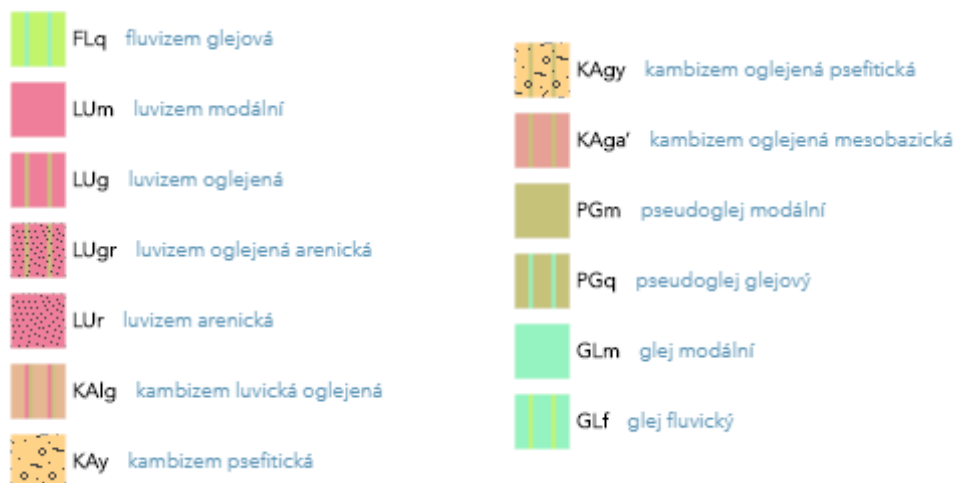 FLq fluvizem glejová
LUm luvizem modální
LUg luvizem oglejená
LUgr luvizem oglejená arenická
LUr luvizem arenická
KAlg kambizem luvická oglejená
KAy kambizem psefitická
KAgy kambizem oglejená psefitická
KAga' kambizem oglejená mesobazická
PGm pseudoglej modální
PGq pseudoglej glejový
GLm glej modální
GLf glej fluvický